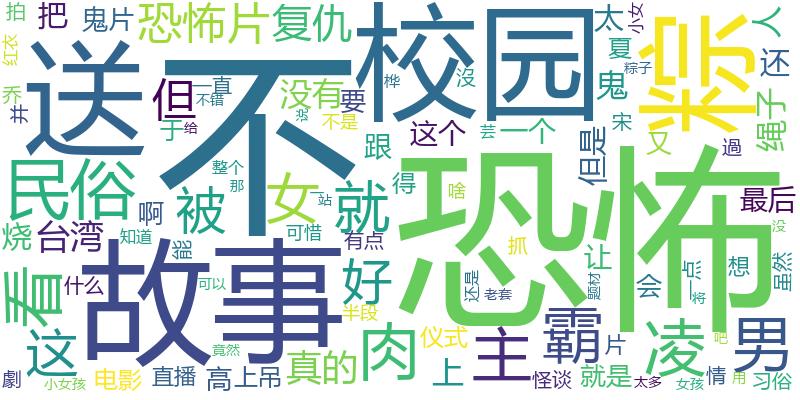 拍
把
鬼片
恐怖片
复仇
红衣
乔
井
送
不
校园
粽
太
小女
人
夏
还
鬼
粽子
绳子
但
一直
不错
没有
要
桦
沒
于
给
不是
这个
芸
一个
宋
又
過
但是
跟
民俗
被
女
就
得
恐怖
最后
整个
那
一站
啊
烧
台湾
知道
能
可惜
有点
啥
抓
让
看
故事
好
什么
可以
半段
还是
老套
题材
会
将
一点
想
虽然
没
这
主
霸
凌
男
吧
竟然
真的
肉
仪式
片
劇
小女孩
电影
直播
高
上吊
上
怪谈
就是
太多
女孩
情
用
习俗